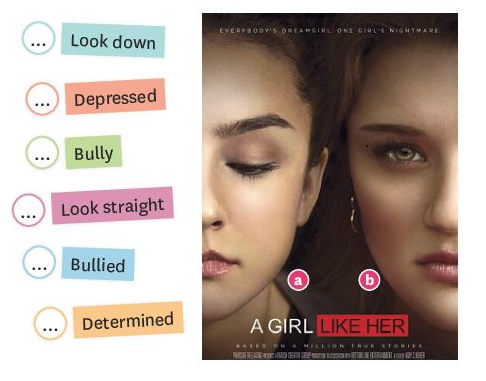 ... Look down
... Depressed
... Bully
... Look straight
... Bullied
... Determined
EVERYBODY'S DREAMGIRL. ONE GIRL'S NIGHTMARE.
a b
A GIRL LIKE HER
BASED ON A MILLION TRUE STORIES